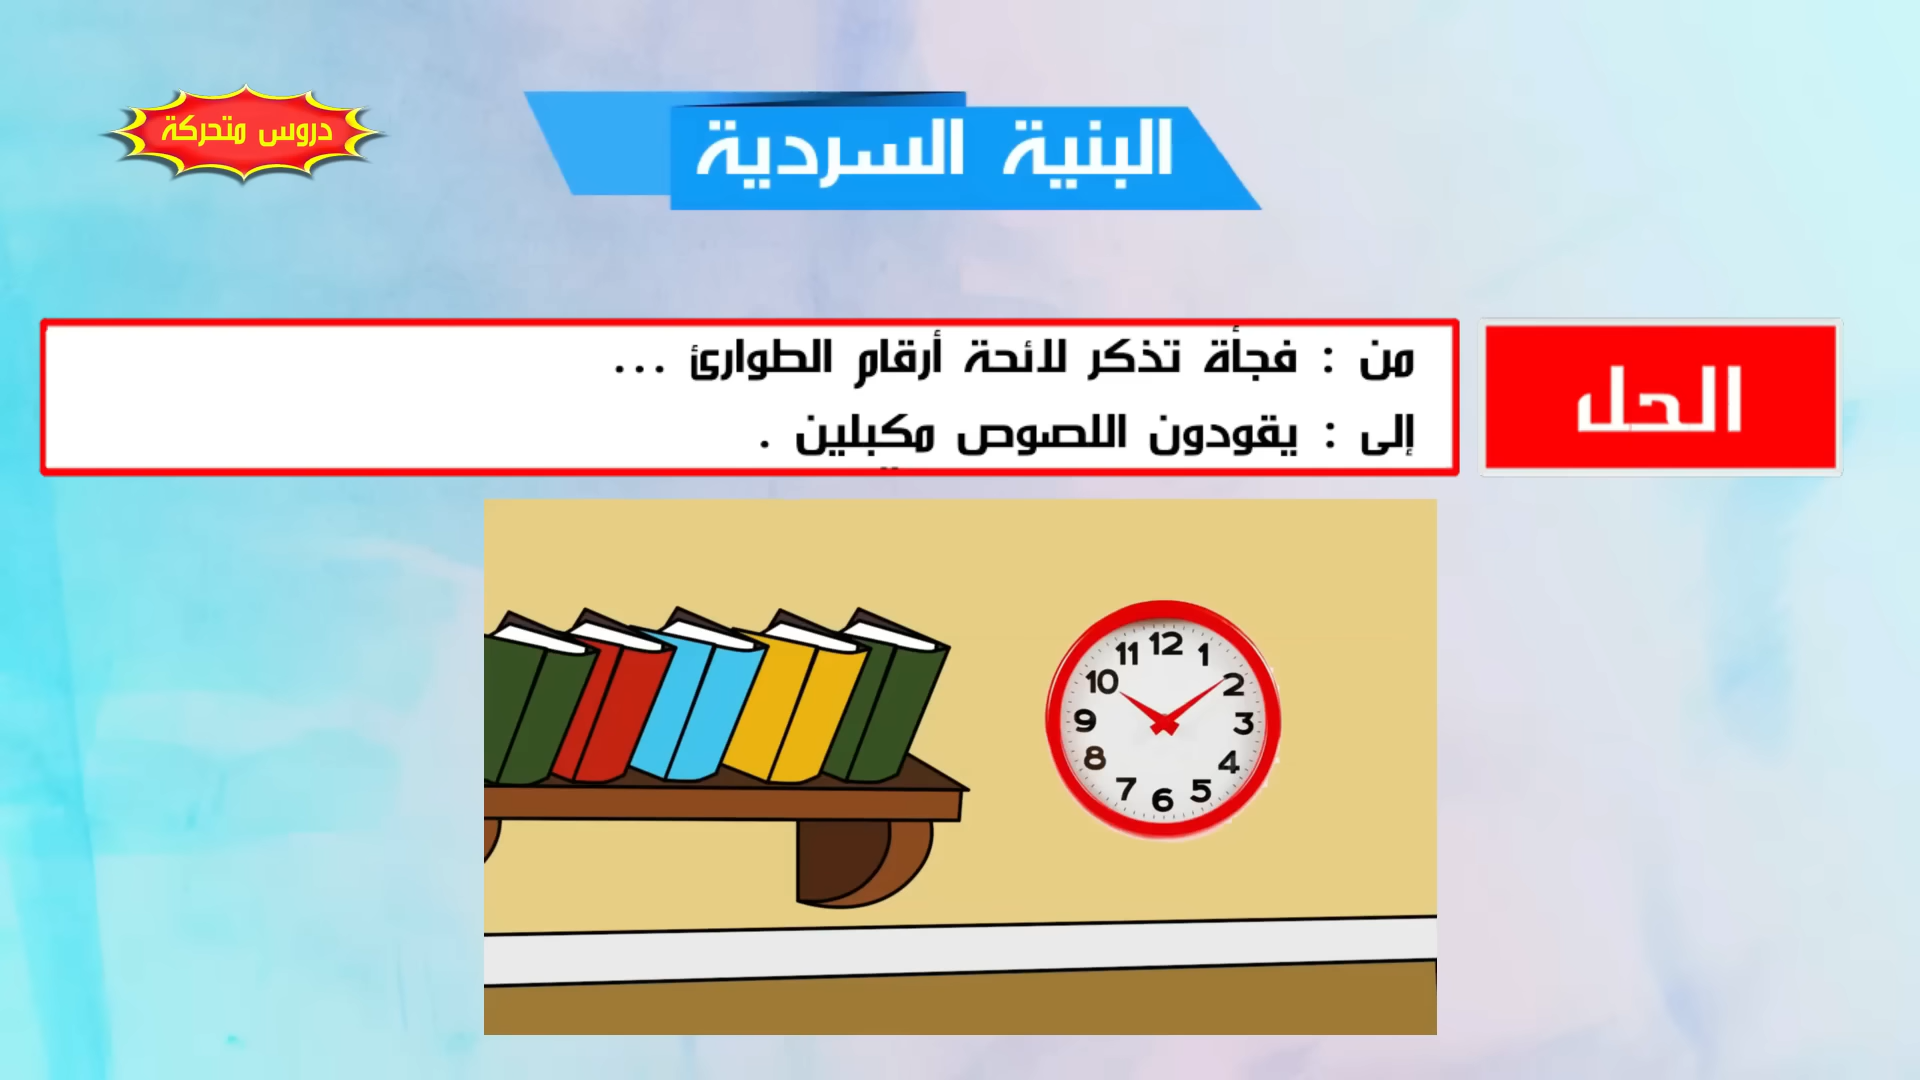 دروس متحركة
البنية السردية
الحل
من : فجأة تذكر لائحة أرقام الطوارئ ...
إلى : يقودون اللصوص مكبلين .
12
11
1
10
2
9
3
8
4
7
5
6